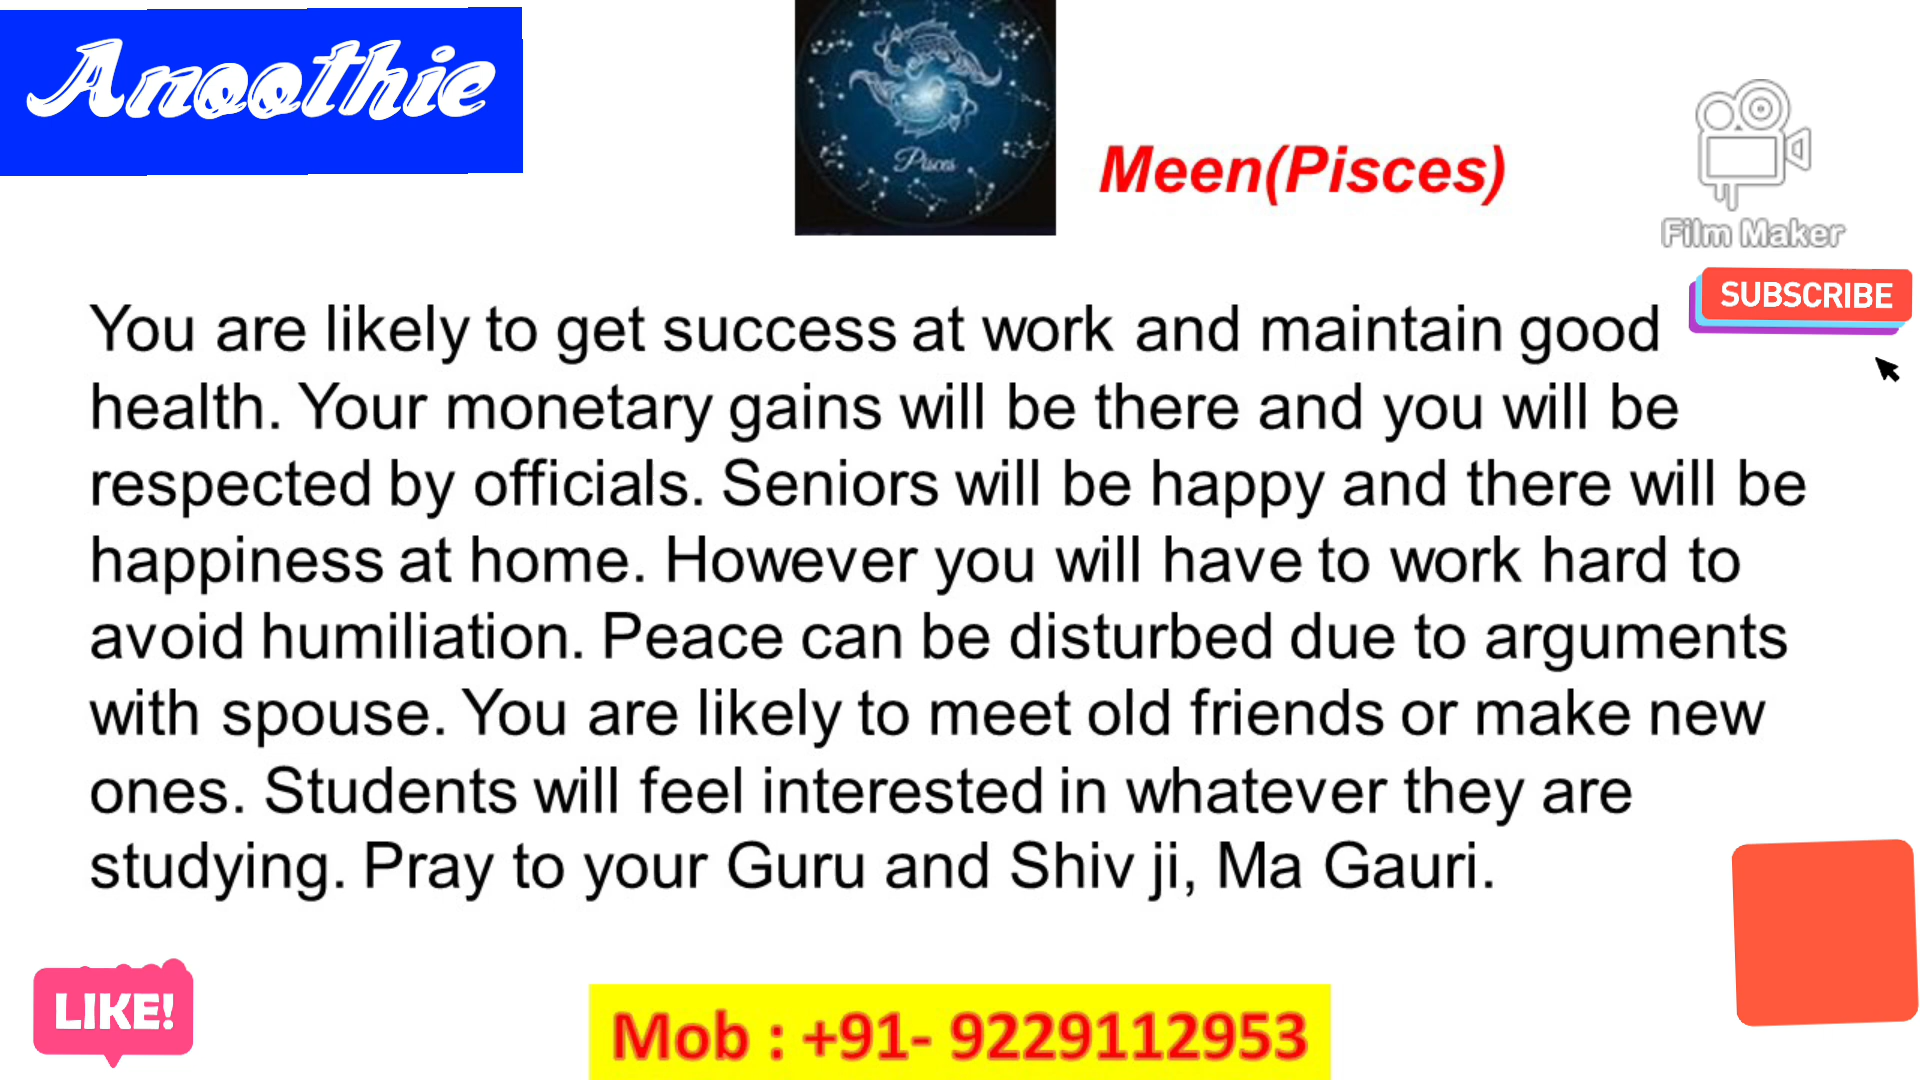 Anoothie
Pisces
Meen(Pisces)
Film Maker
SUBSCRIBE
You are likely to get success at work and maintain good
health. Your monetary gains will be there and you will be
respected by officials. Seniors will be happy and there will be
happiness at home. However you will have to work hard to
avoid humiliation. Peace can be disturbed due to arguments
with spouse. You are likely to meet old friends or make new
ones. Students will feel interested in whatever they are
studying. Pray to your Guru and Shiv ji, Ma Gauri.
LIKE!
Mob : +91- 9229112953